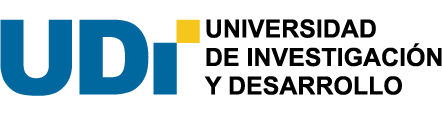 UDi
UNIVERSIDAD
DE INVESTIGACIÓN
Y DESARROLLO